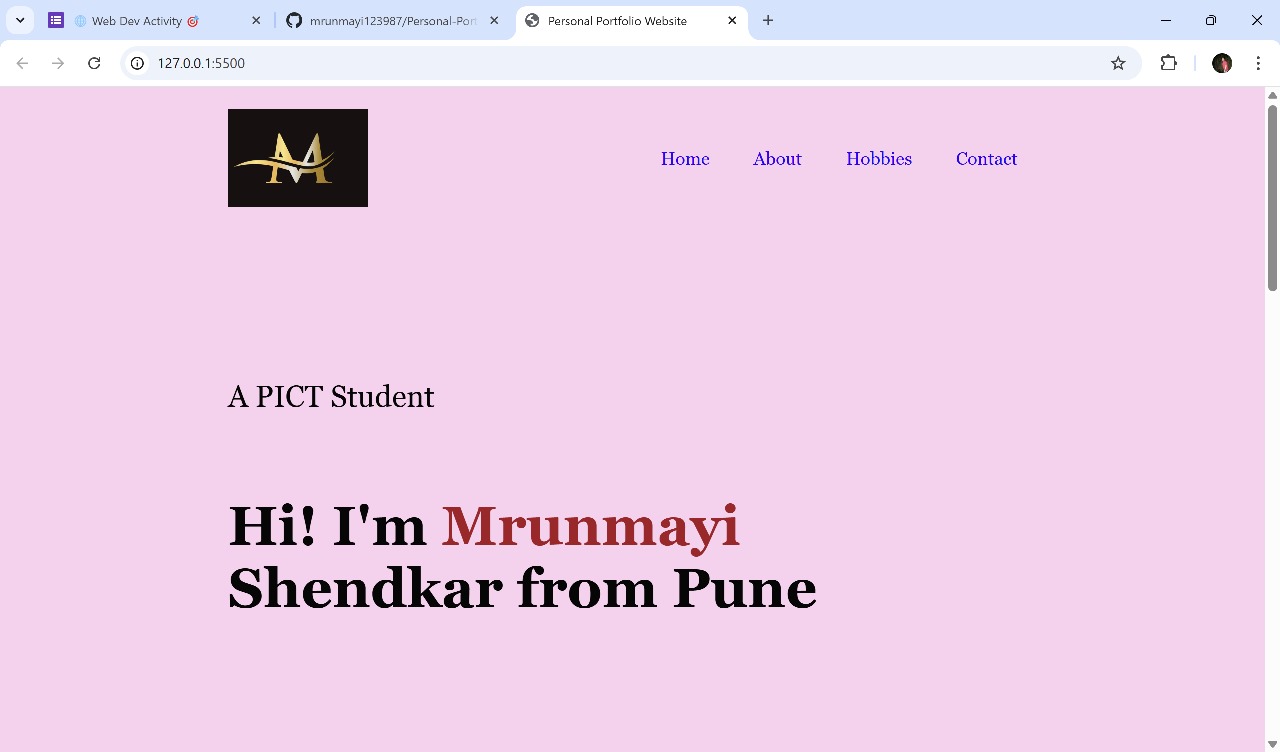 Web Dev Activity
mrunmayi123987/Personal-Port
Personal Portfolio Website
127.0.0.1:5500
M
Home About Hobbies Contact
A PICT Student
Hi! I'm Mrunmayi
Shendkar from Pune